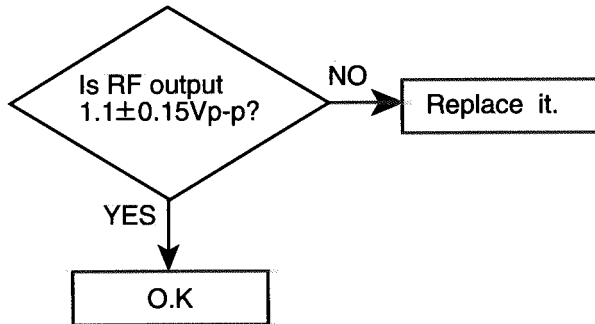 Is RF output
1.1±0.15Vp-p?
NO
Replace it.
YES
O.K